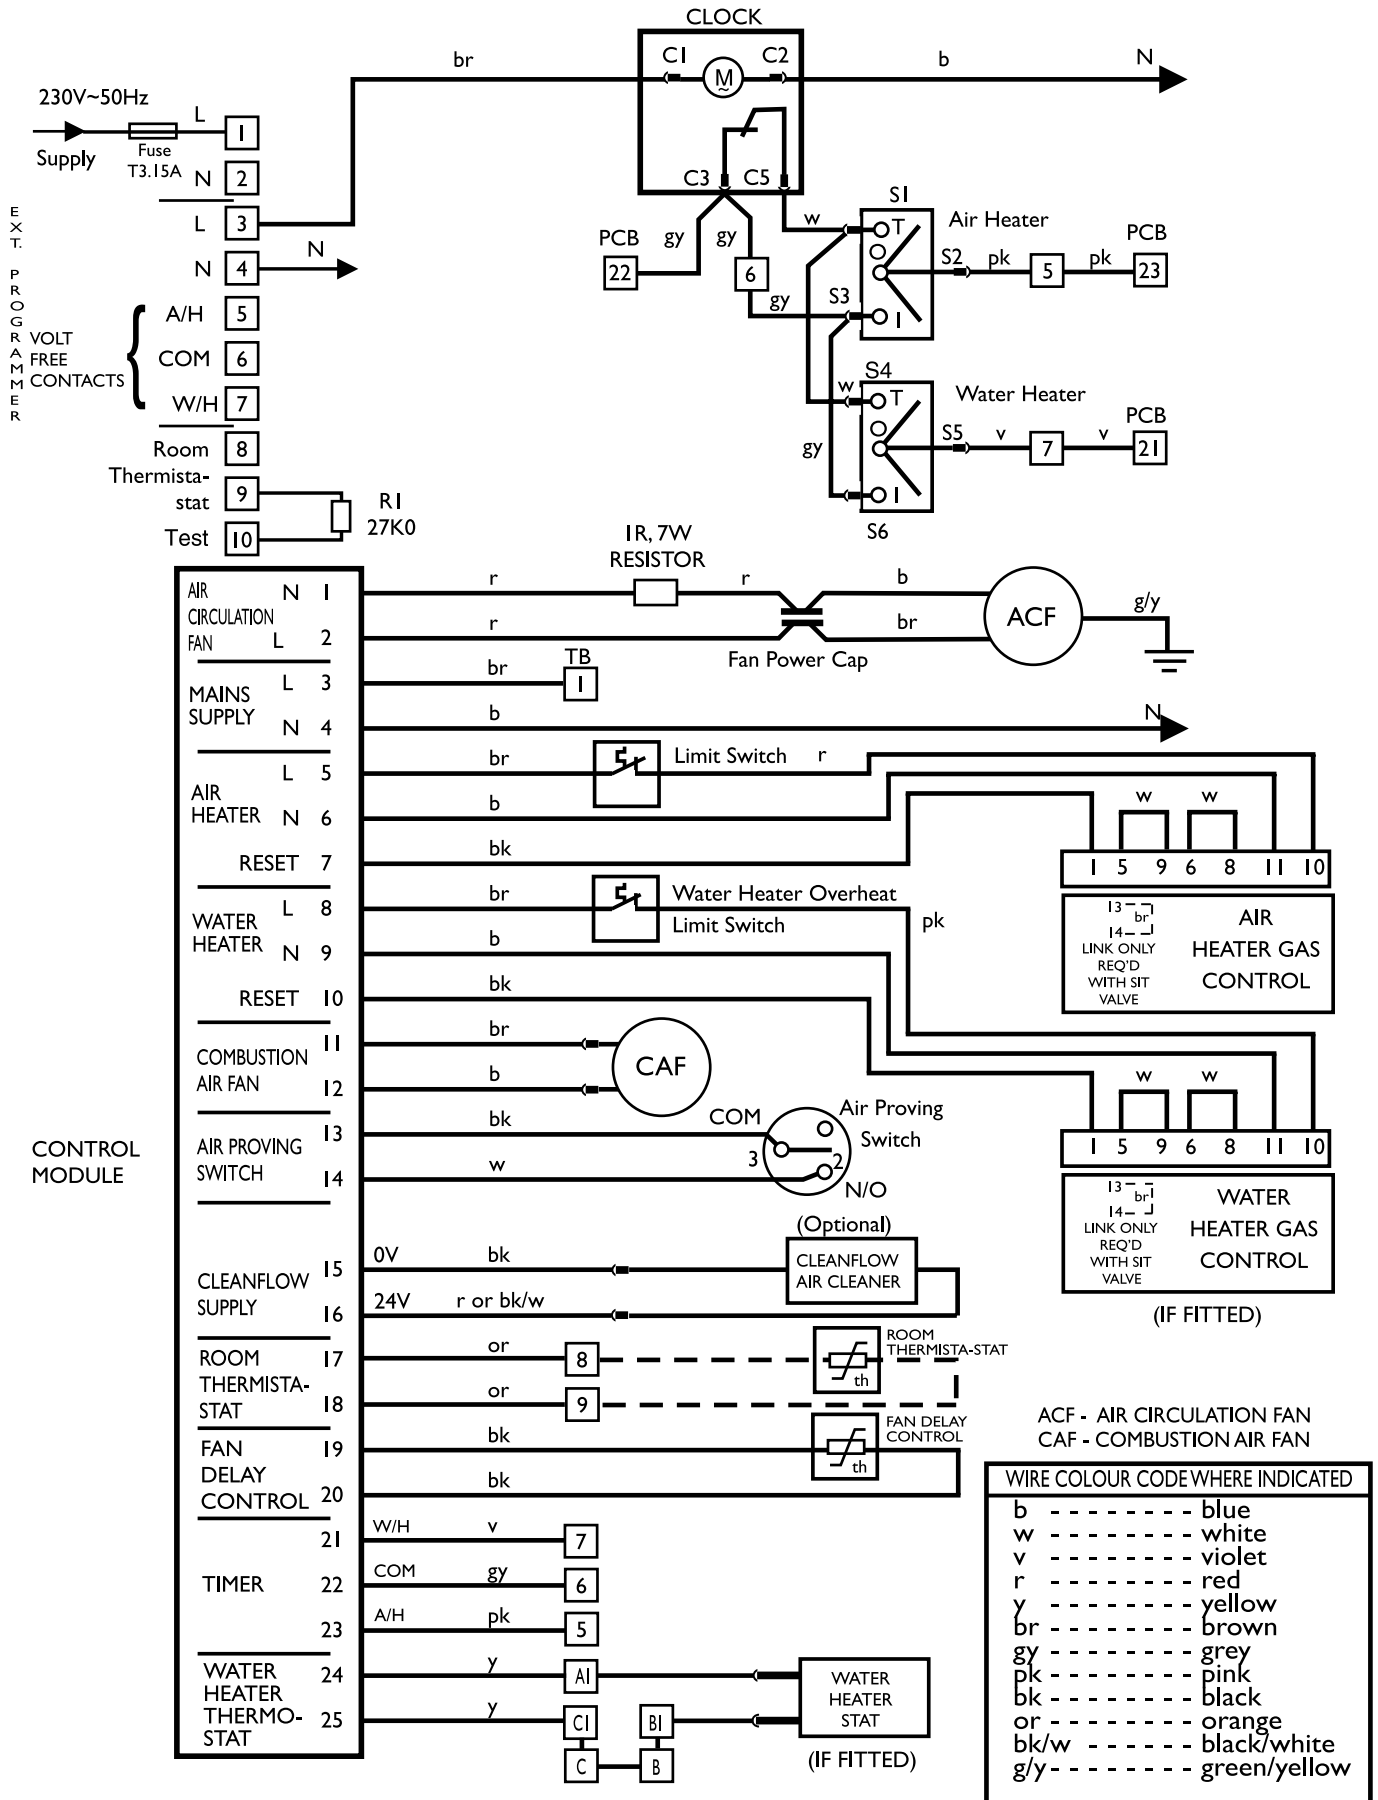 CLOCK
C1 M ~ C2
br b N
230V~50Hz
L 1
Supply
Fuse
T3.15A
N 2
EXT. PROGRAMMER
L 3
N 4 N
A/H 5
VOLT
FREE
CONTACTS
COM 6
W/H 7
Room 8
Thermista-
stat 9
Test 10
R1
27K0
C3 C5
PCB
22 gy gy 6 gy
w S1
T Air Heater
S2 pk 5 pk
PCB
23
S3 I
S4
w T Water Heater
S5 v 7 v
PCB
21
gy I
S6
1R, 7W
RESISTOR
AIR
CIRCULATION
FAN
N 1 r r b
L 2 r br
ACF g/y
Fan Power Cap
MAINS
SUPPLY
L 3 br TB
1
N 4 b N
AIR
HEATER
L 5 br Limit Switch r
N 6 b
RESET 7 bk
w w
1 5 9 6 8 11 10
13 br
14
LINK ONLY
REQ'D
WITH SIT
VALVE
AIR
HEATER GAS
CONTROL
WATER
HEATER
L 8 br Water Heater Overheat
Limit Switch pk
N 9 b
RESET 10 bk
COMBUSTION
AIR FAN
11 br
12 b
CAF
w w
1 5 9 6 8 11 10
13 br
14
LINK ONLY
REQ'D
WITH SIT
VALVE
WATER
HEATER GAS
CONTROL
(IF FITTED)
CONTROL
MODULE
AIR PROVING
SWITCH
13 bk COM
14 w
3 2
N/O
Air Proving
Switch
(Optional)
CLEANFLOW
SUPPLY
15 0V bk
16 24V r or bk/w
CLEANFLOW
AIR CLEANER
ROOM
THERMISTA-
STAT
17 or 8
18 or 9
th
ROOM
THERMISTA-STAT
FAN
DELAY
CONTROL
19 bk
20 bk
th
FAN DELAY
CONTROL
TIMER
21 W/H v 7
22 COM gy 6
23 A/H pk 5
WATER
HEATER
THERMO-
STAT
24 y A1
25 y C1 B1
C B
WATER
HEATER
STAT
(IF FITTED)
ACF - AIR CIRCULATION FAN
CAF - COMBUSTION AIR FAN
WIRE COLOUR CODE WHERE INDICATED
b - - - - - - - - blue
w - - - - - - - - white
v - - - - - - - - violet
r - - - - - - - - red
y - - - - - - - - yellow
br - - - - - - - - brown
gy - - - - - - - - grey
pk - - - - - - - - pink
bk - - - - - - - - black
or - - - - - - - - orange
bk/w - - - - - - black/white
g/y - - - - - - - - green/yellow